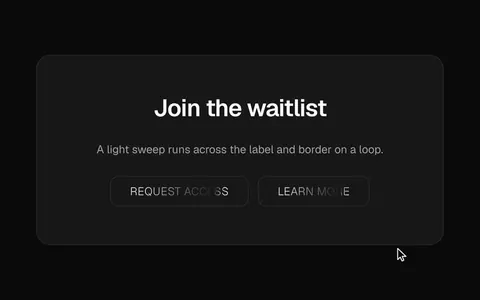 Join the waitlist
A light sweep runs across the label and border on a loop.
REQUEST ACCESS LEARN MORE